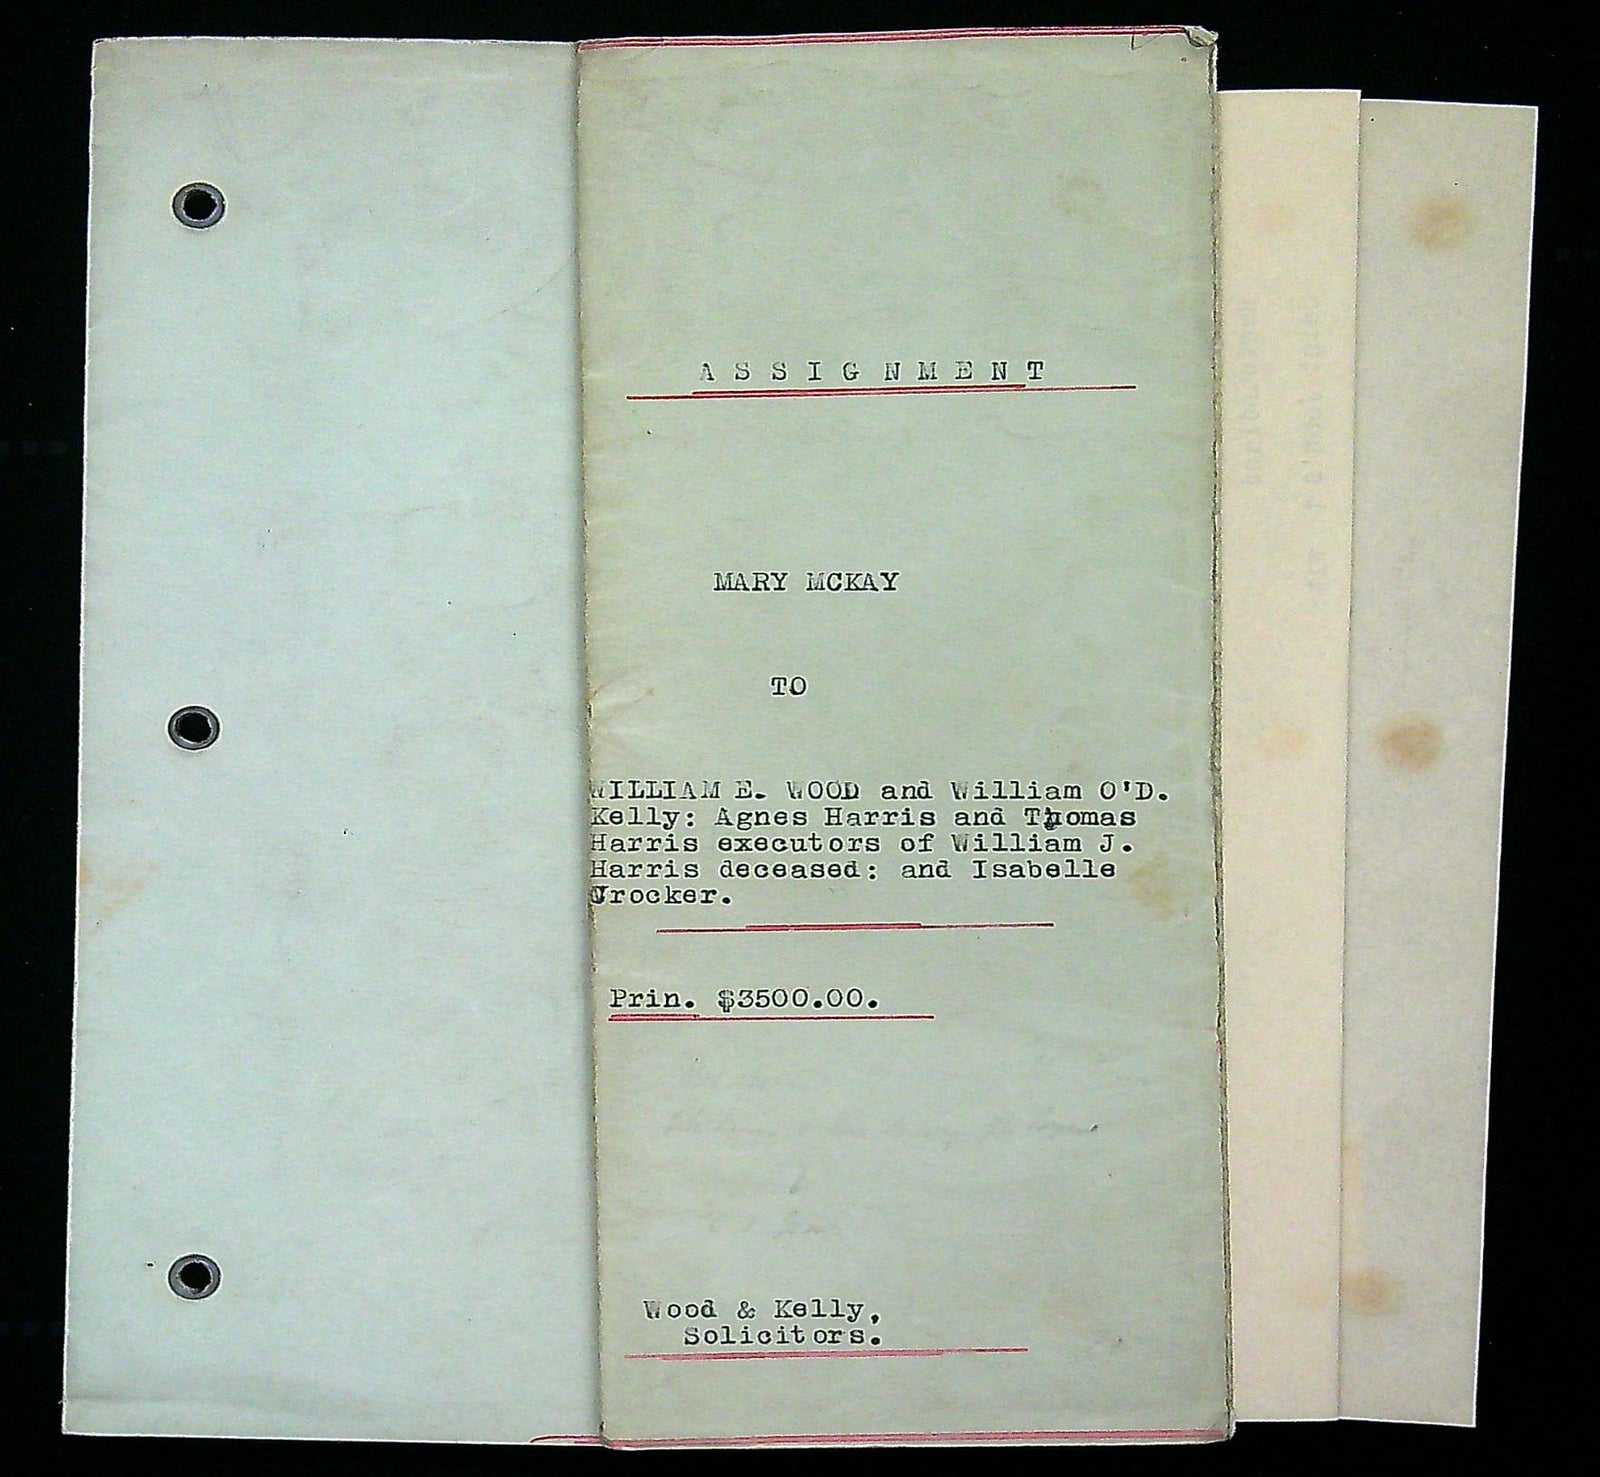 ASSIGNMENT
MARY MCKAY
TO
WILLIAM E. WOOD and William O'D.
Kelly: Agnes Harris and Thomas
Harris executors of William J.
Harris deceased: and Isabelle
Crocker.
Prin. $3500.00.
Wood & Kelly,
Solicitors.